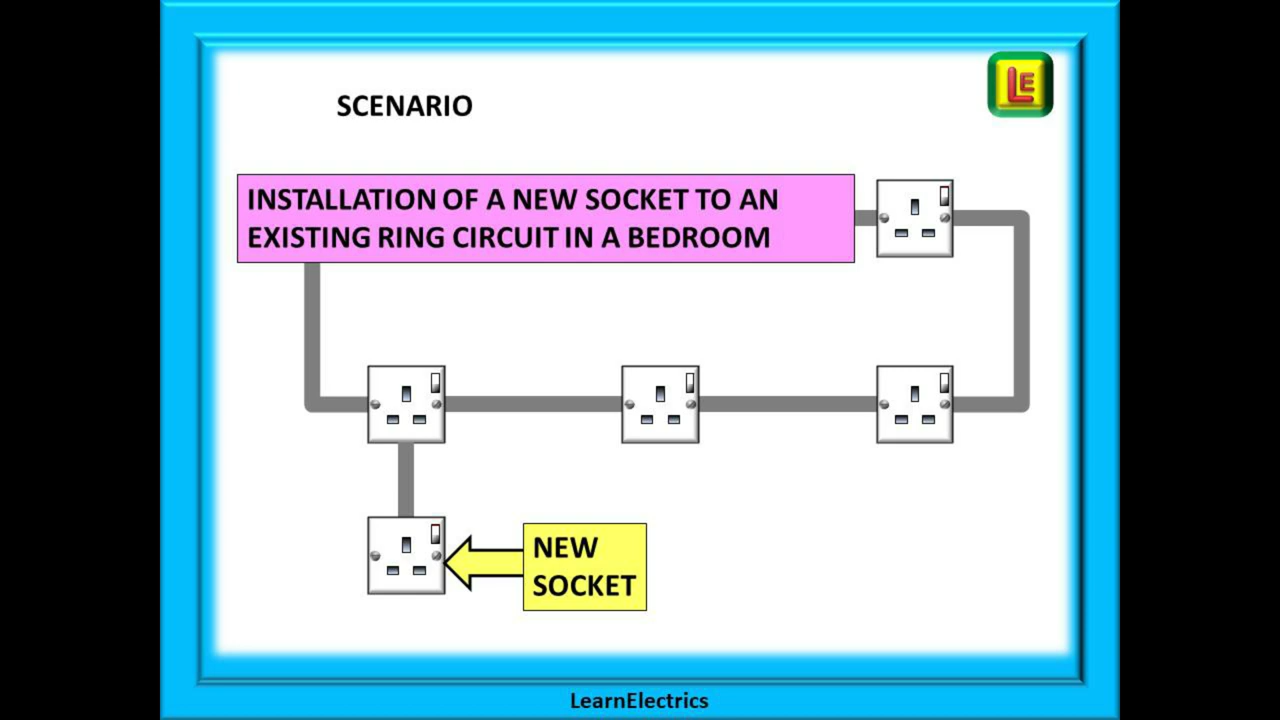 SCENARIO
LE
INSTALLATION OF A NEW SOCKET TO AN
EXISTING RING CIRCUIT IN A BEDROOM
NEW
SOCKET
LearnElectrics